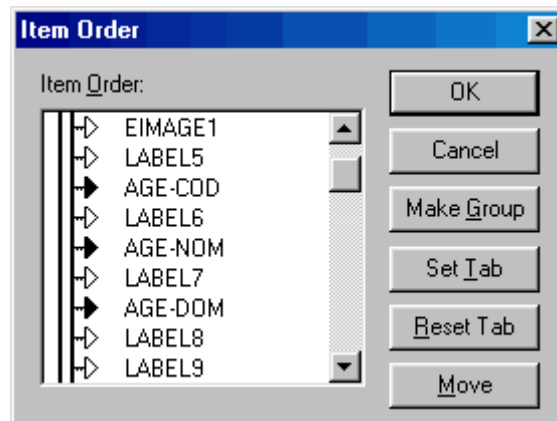 Item Order
Item Order:
EIMAGE1
LABEL5
AGE-COD
LABEL6
AGE-NOM
LABEL7
AGE-DOM
LABEL8
LABEL9
OK
Cancel
Make Group
Set Tab
Reset Tab
Move